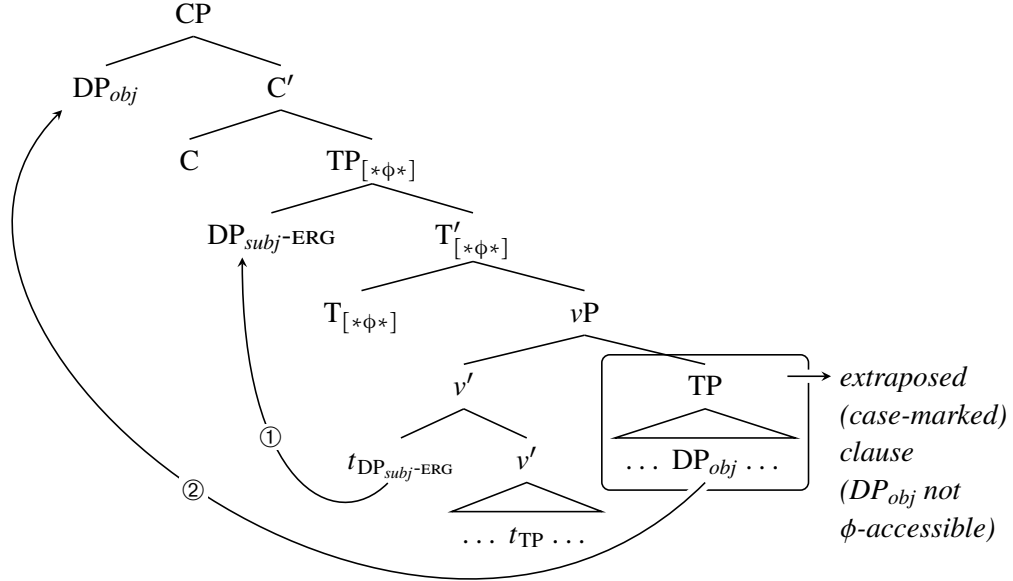 CP
DP_obj C′
C TP_[∗ϕ∗]
DP_subj-ERG T′_[∗ϕ∗]
T_[∗ϕ∗] vP
v′ TP
extraposed
(case-marked)
① t_DP_subj-ERG v′ … DP_obj … clause
② (DP_obj not
… t_TP … ϕ-accessible)